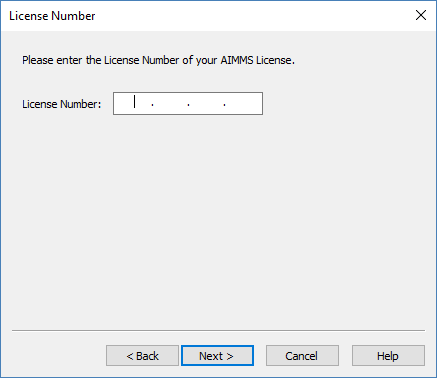 License Number
Please enter the License Number of your AIMMS License.
License Number: . . .
< Back Next > Cancel Help